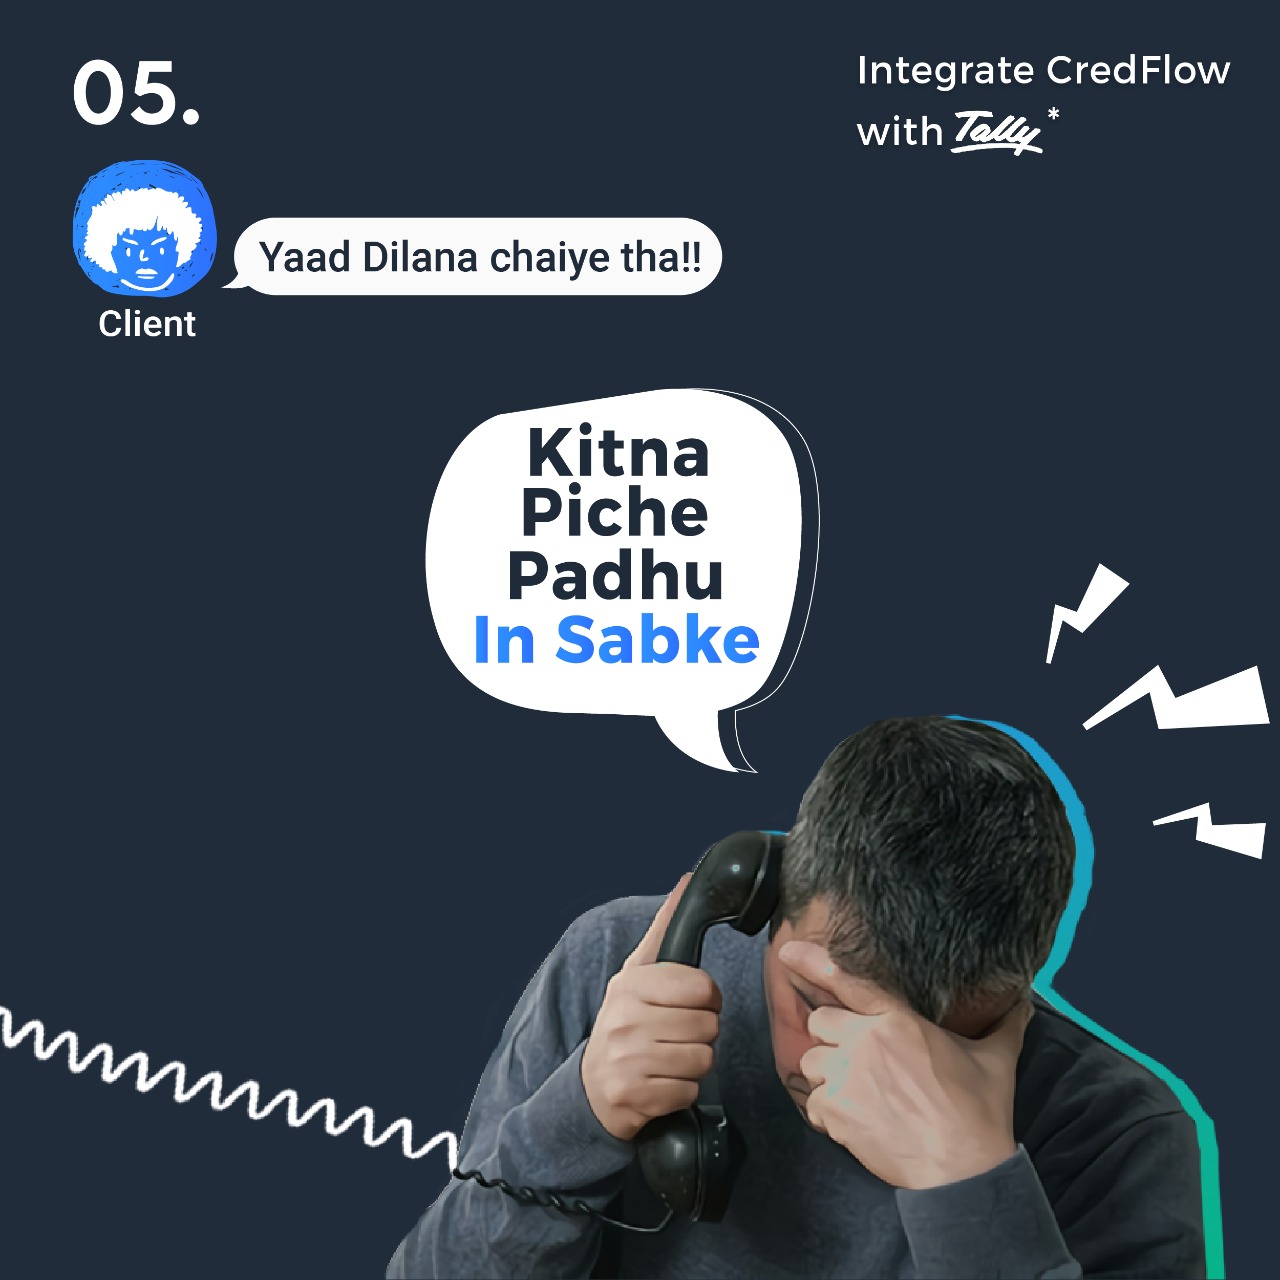 05.
Integrate CredFlow
with Tally*
Yaad Dilana chaiye tha!!
Client
Kitna
Piche
Padhu
In Sabke